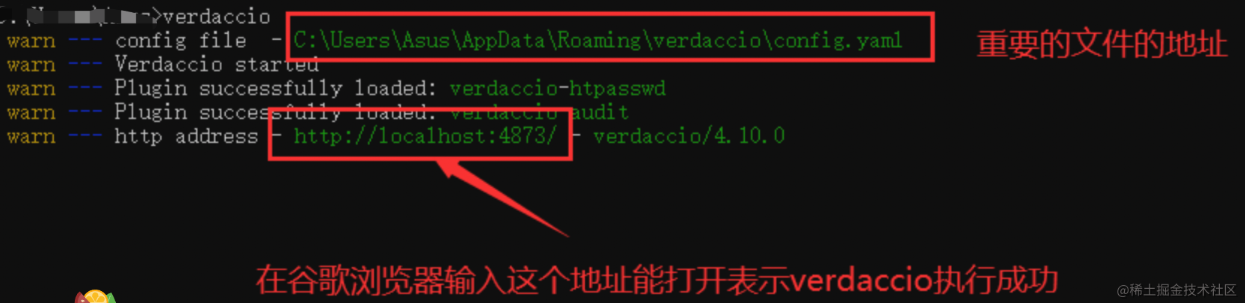 >verdaccio
warn --- config file - C:\Users\Asus\AppData\Roaming\verdaccio\config.yaml
重要的文件的地址
warn --- Verdaccio started
warn --- Plugin successfully loaded: verdaccio-htpasswd
warn --- Plugin successfully loaded: verdaccio-audit
warn --- http address - http://localhost:4873/ - verdaccio/4.10.0
在谷歌浏览器输入这个地址能打开表示verdaccio执行成功
@稀土掘金技术社区